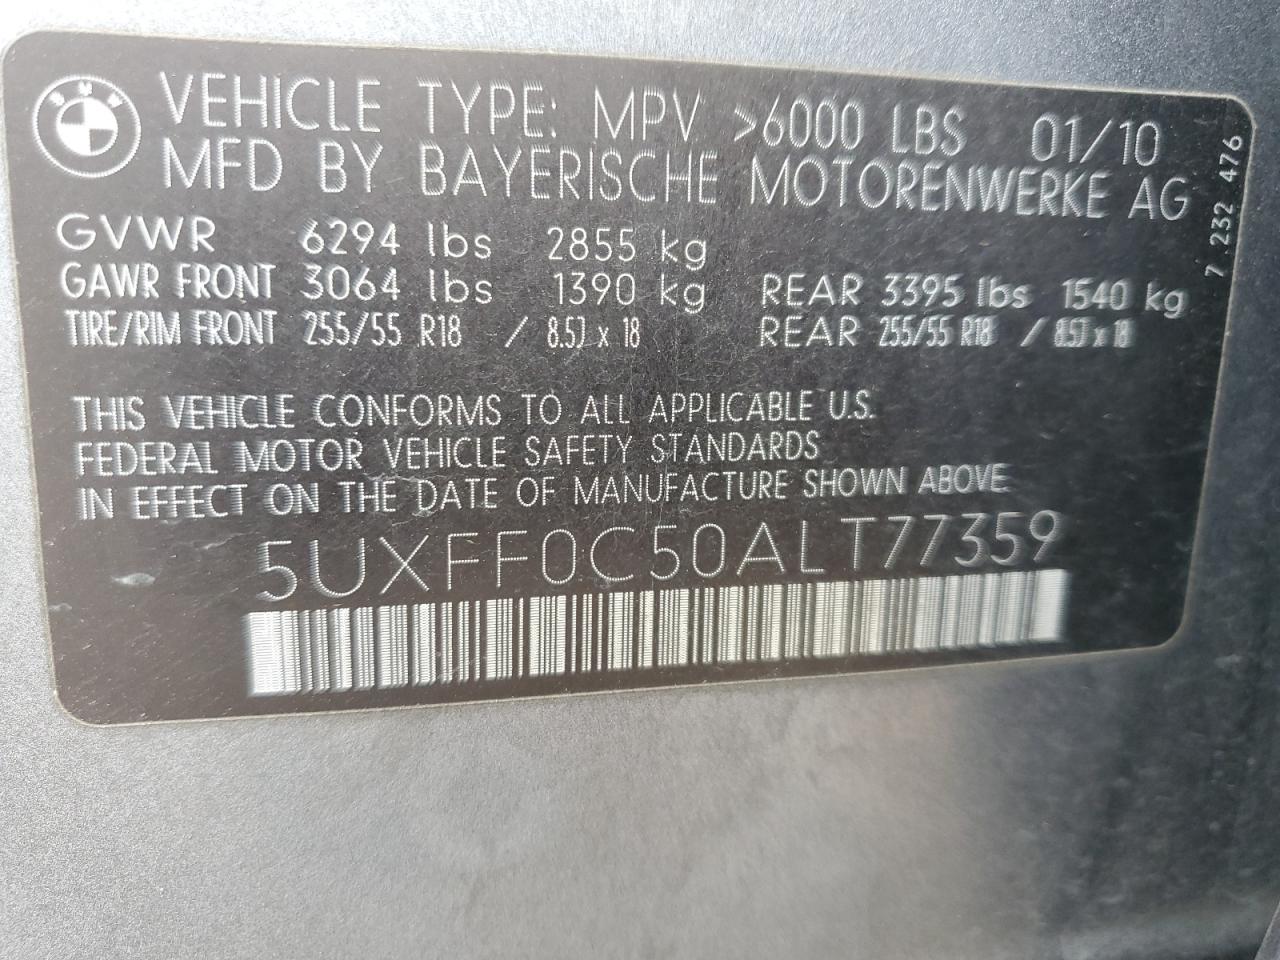 BMW
VEHICLE TYPE: MPV >6000 LBS 01/10
MFD BY BAYERISCHE MOTORENWERKE AG
GVWR 6294 lbs 2855 kg
GAWR FRONT 3064 lbs 1390 kg REAR 3395 lbs 1540 kg
TIRE/RIM FRONT 255/55 R18 / 8.5J x 18 REAR 255/55 R18 / 8.5J x 18
THIS VEHICLE CONFORMS TO ALL APPLICABLE U.S.
FEDERAL MOTOR VEHICLE SAFETY STANDARDS
IN EFFECT ON THE DATE OF MANUFACTURE SHOWN ABOVE.
5UXFF0C50ALT77359
7 232 476